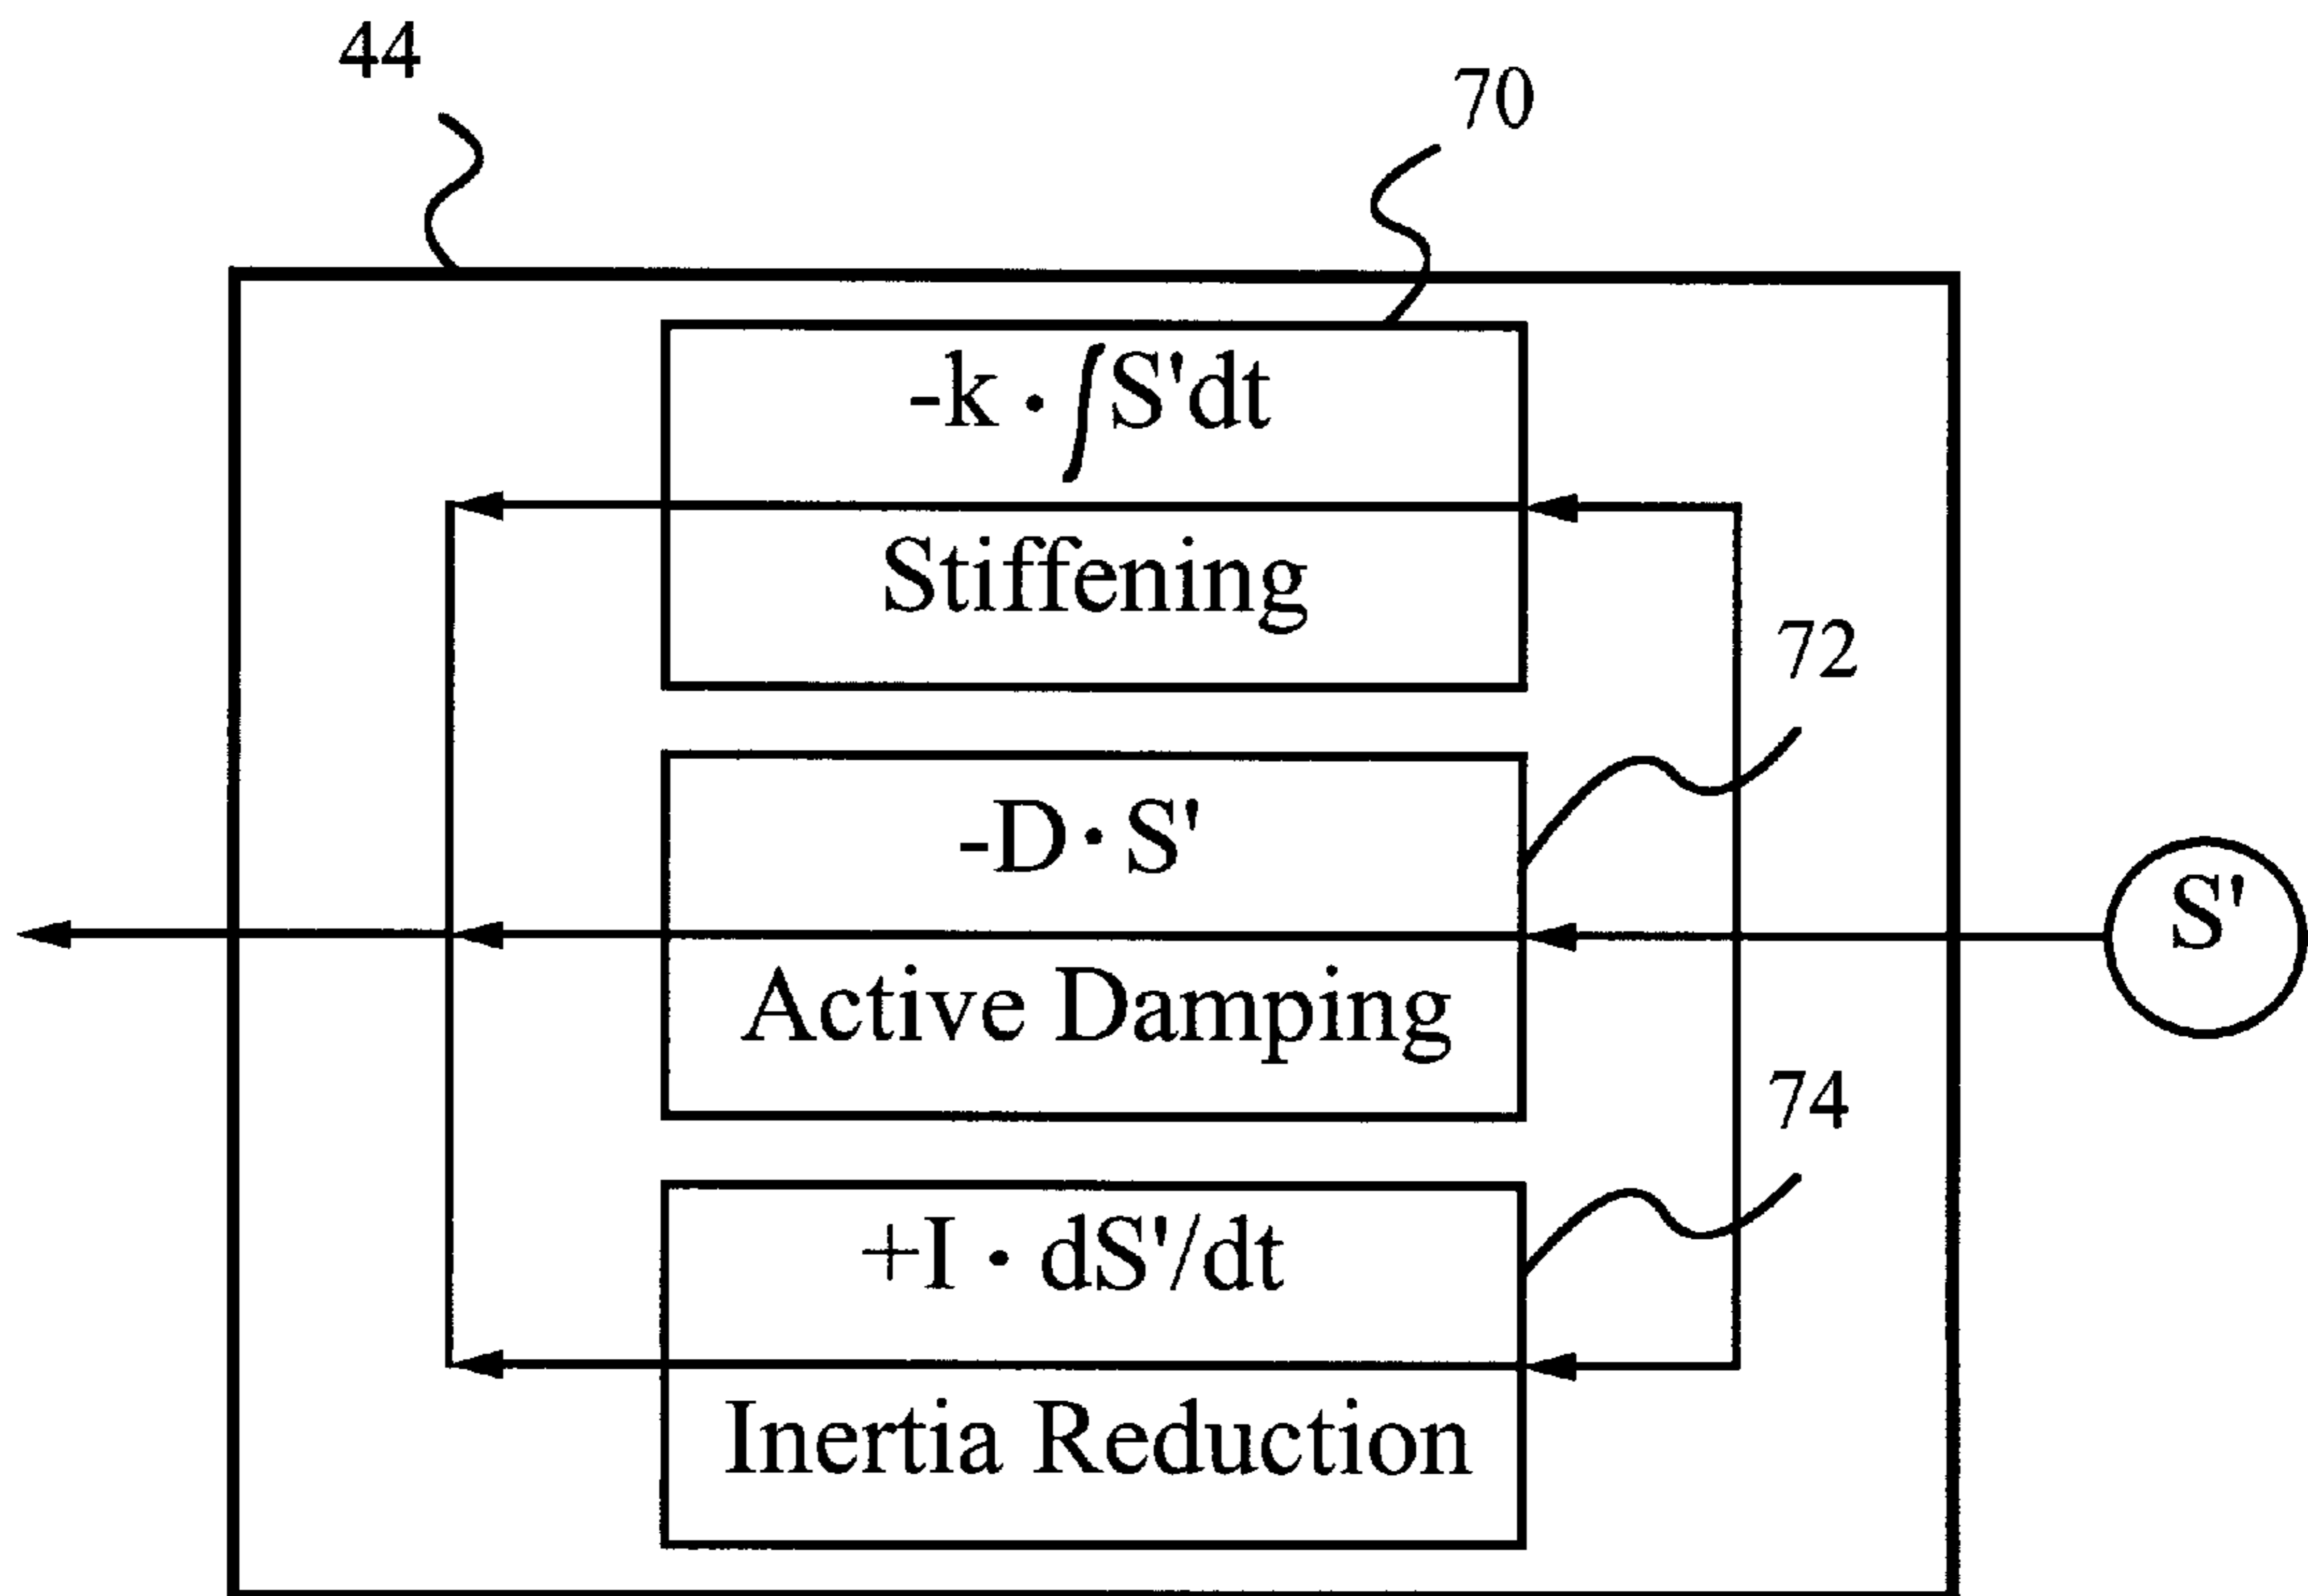 44
70
-k · ∫S'dt
Stiffening
72
-D · S'
S'
Active Damping
74
+I · dS'/dt
Inertia Reduction